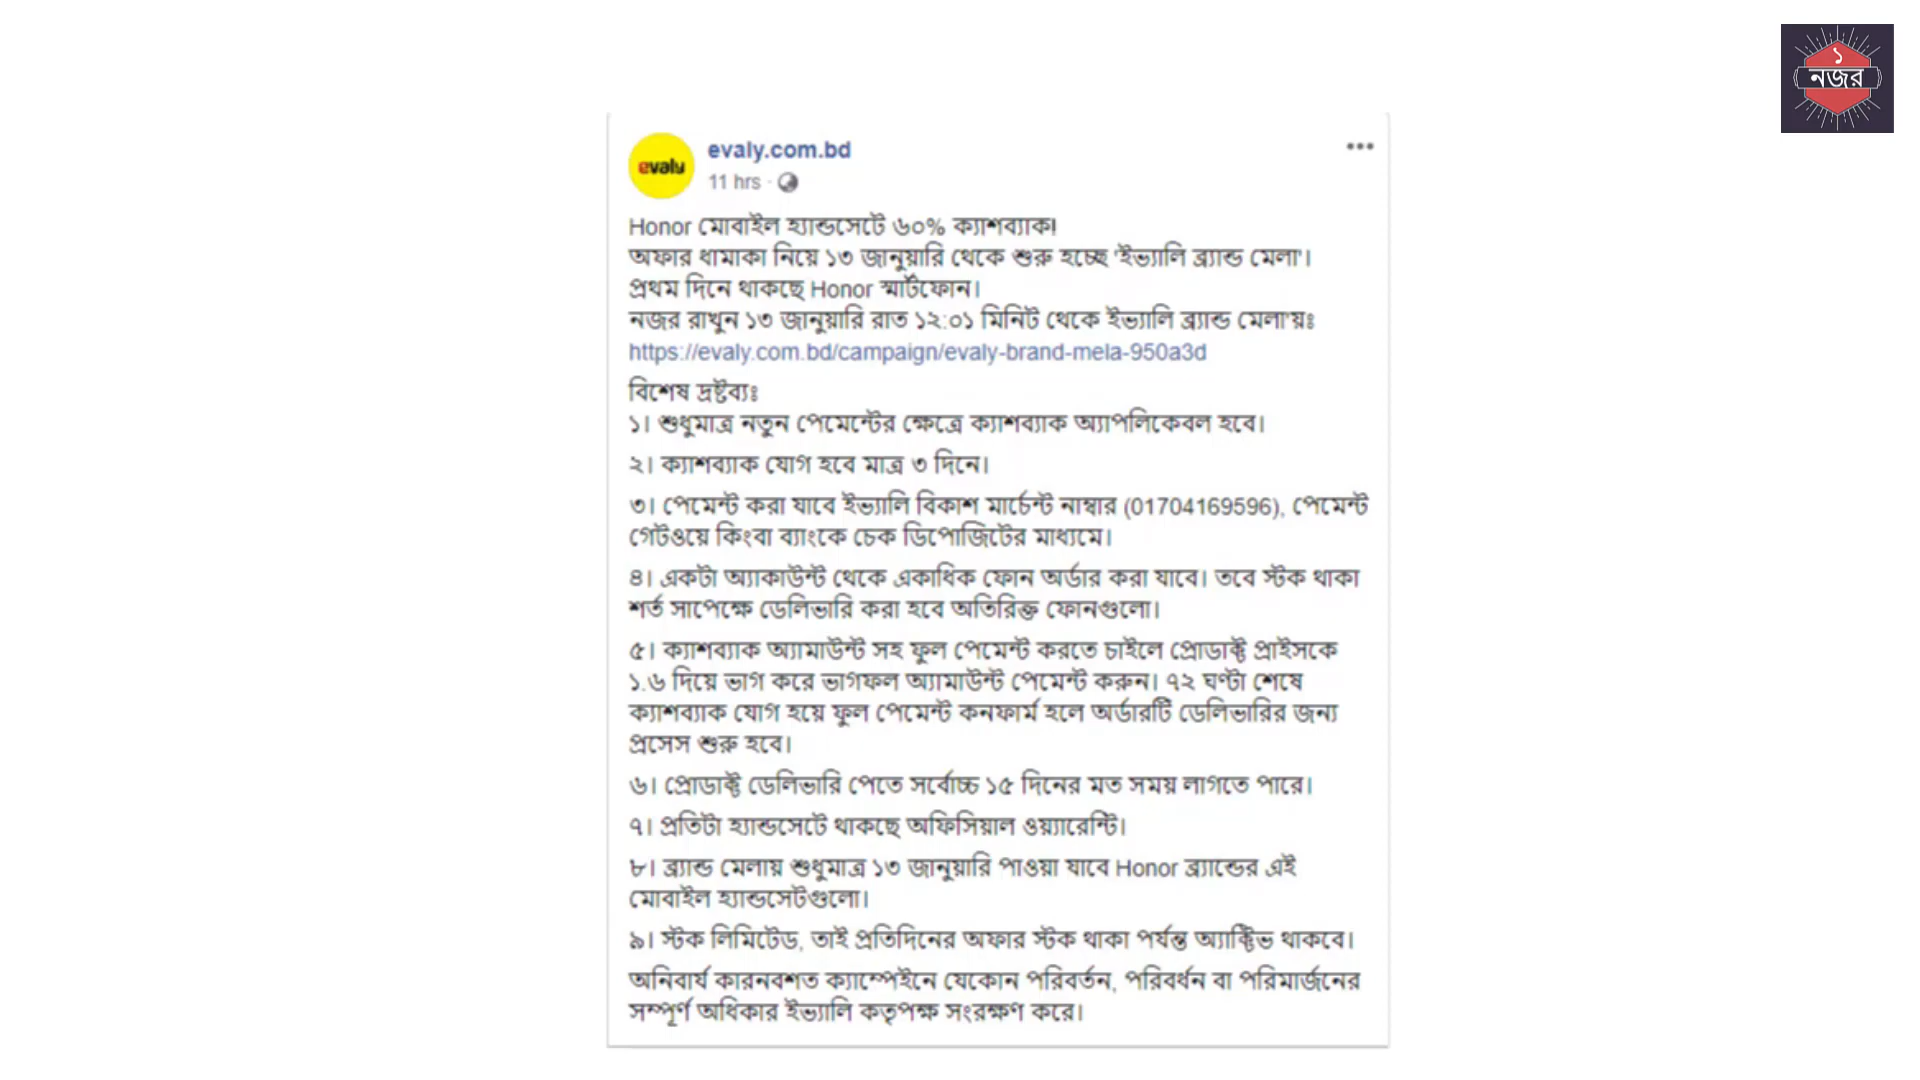 ১
নজর
evaly
evaly.com.bd
11 hrs ·
Honor মোবাইল হ্যান্ডসেটে ৬০% ক্যাশব্যাক!
অফার ধামাকা নিয়ে ১৩ জানুয়ারি থেকে শুরু হচ্ছে 'ইভ্যালি ব্র্যান্ড মেলা'।
প্রথম দিনে থাকছে Honor স্মার্টফোন।
নজর রাখুন ১৩ জানুয়ারি রাত ১২:০১ মিনিট থেকে ইভ্যালি ব্র্যান্ড মেলা'য়ঃ
https://evaly.com.bd/campaign/evaly-brand-mela-950a3d
বিশেষ দ্রষ্টব্যঃ
১। শুধুমাত্র নতুন পেমেন্টের ক্ষেত্রে ক্যাশব্যাক অ্যাপলিকেবল হবে।
২। ক্যাশব্যাক যোগ হবে মাত্র ৩ দিনে।
৩। পেমেন্ট করা যাবে ইভ্যালি বিকাশ মার্চেন্ট নাম্বার (01704169596), পেমেন্ট
গেটওয়ে কিংবা ব্যাংকে চেক ডিপোজিটের মাধ্যমে।
৪। একটা অ্যাকাউন্ট থেকে একাধিক ফোন অর্ডার করা যাবে। তবে স্টক থাকা
শর্ত সাপেক্ষে ডেলিভারি করা হবে অতিরিক্ত ফোনগুলো।
৫। ক্যাশব্যাক অ্যামাউন্ট সহ ফুল পেমেন্ট করতে চাইলে প্রোডাক্ট প্রাইসকে
১.৬ দিয়ে ভাগ করে ভাগফল অ্যামাউন্ট পেমেন্ট করুন। ৭২ ঘণ্টা শেষে
ক্যাশব্যাক যোগ হয়ে ফুল পেমেন্ট কনফার্ম হলে অর্ডারটি ডেলিভারির জন্য
প্রসেস শুরু হবে।
৬। প্রোডাক্ট ডেলিভারি পেতে সর্বোচ্চ ১৫ দিনের মত সময় লাগতে পারে।
৭। প্রতিটা হ্যান্ডসেটে থাকছে অফিসিয়াল ওয়্যারেন্টি।
৮। ব্র্যান্ড মেলায় শুধুমাত্র ১৩ জানুয়ারি পাওয়া যাবে Honor ব্র্যান্ডের এই
মোবাইল হ্যান্ডসেটগুলো।
৯। স্টক লিমিটেড, তাই প্রতিদিনের অফার স্টক থাকা পর্যন্ত অ্যাক্টিভ থাকবে।
অনিবার্য কারনবশত ক্যাম্পেইনে যেকোন পরিবর্তন, পরিবর্ধন বা পরিমার্জনের
সম্পূর্ণ অধিকার ইভ্যালি কতৃপক্ষ সংরক্ষণ করে।